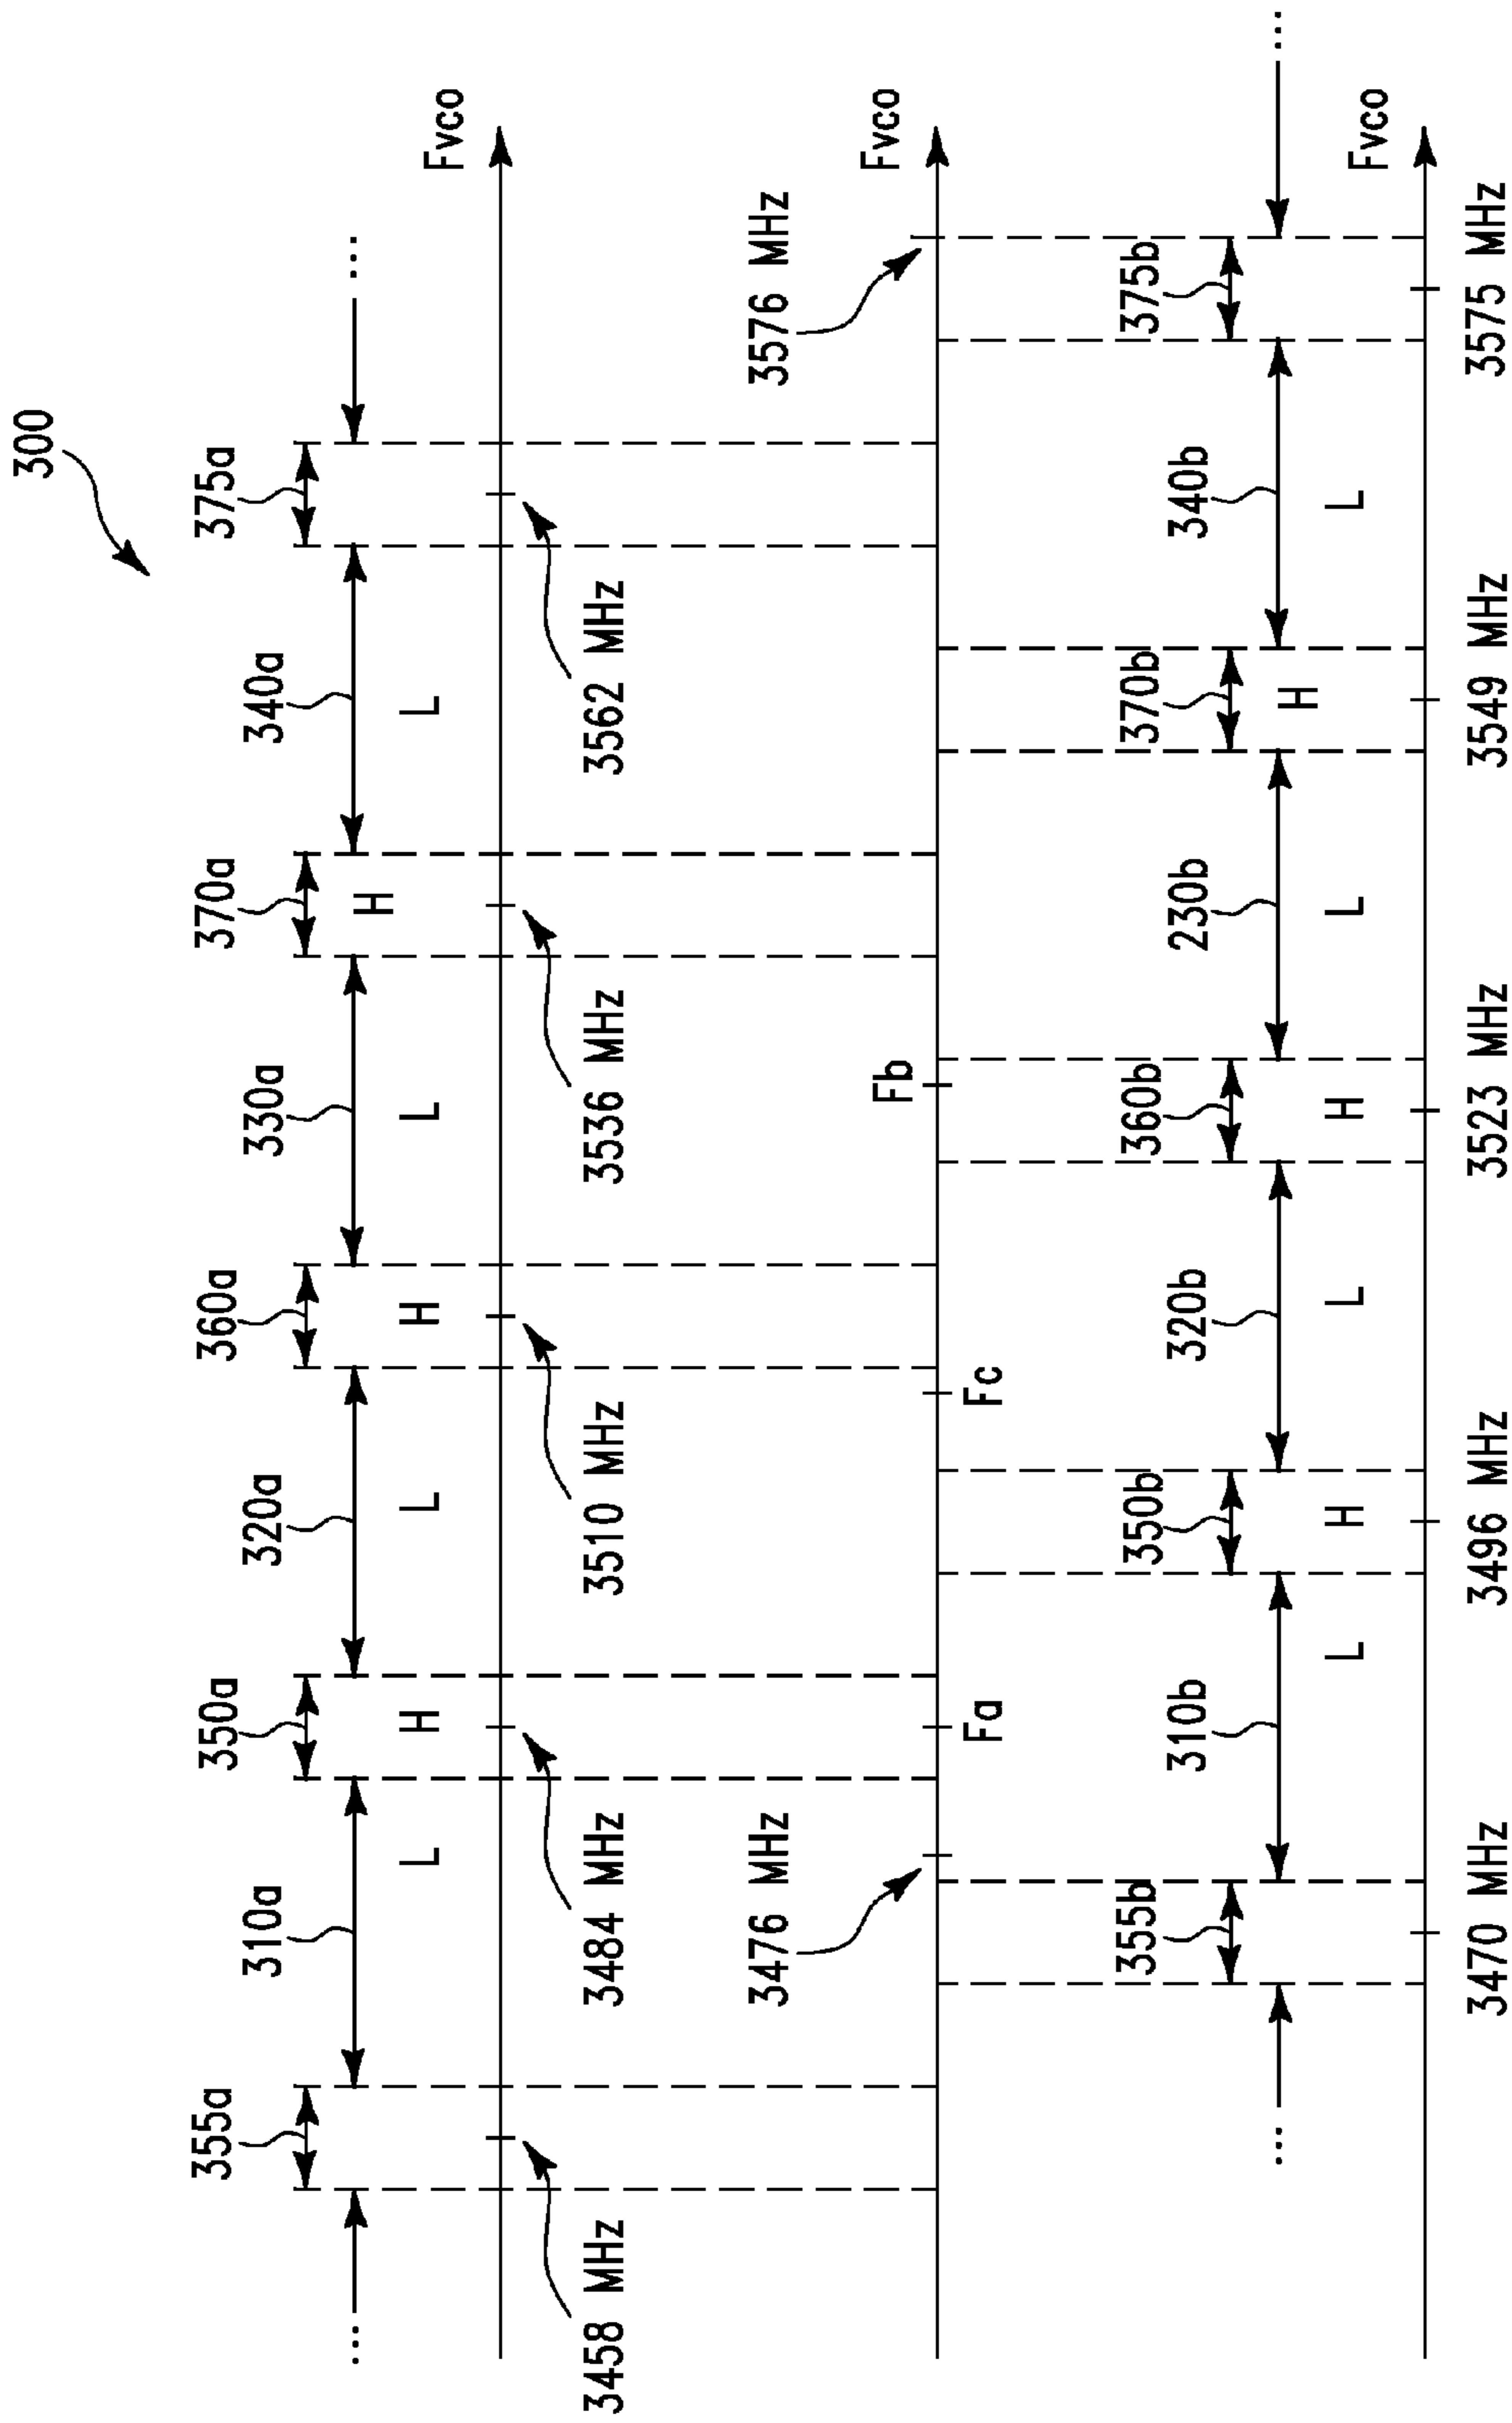 300
355a
350a
360a
370a
375a
310a
320a
330a
340a
...
...
L
H
L
H
L
H
L
Fvco
3458 MHz
3484 MHz
3510 MHz
3536 MHz
3562 MHz
3476 MHz
3576 MHz
Fb
Fvco
Fa
Fc
355b
350b
360b
370b
375b
310b
320b
230b
340b
...
...
L
H
L
H
L
H
L
Fvco
3470 MHz
3496 MHz
3523 MHz
3549 MHz
3575 MHz